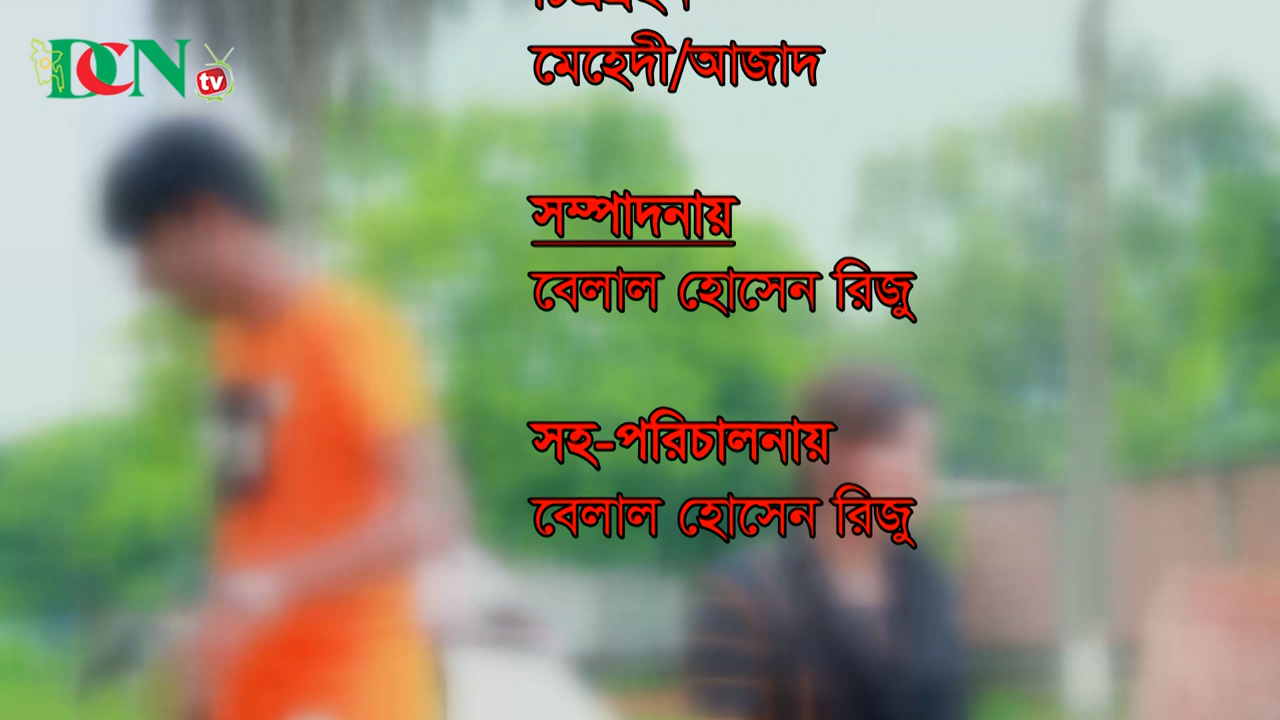 DCN
tv
মেহেদী/আজাদ
সম্পাদনায়
বেলাল হোসেন রিজু
সহ-পরিচালনায়
বেলাল হোসেন রিজু